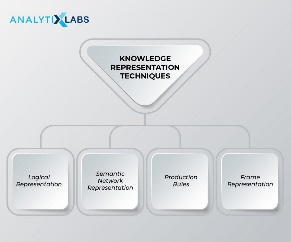 ANALYTIXLABS
KNOWLEDGE
REPRESENTATION
TECHNIQUES
Logical
Representation
Semantic
Network
Representation
Production
Rules
Frame
Representation